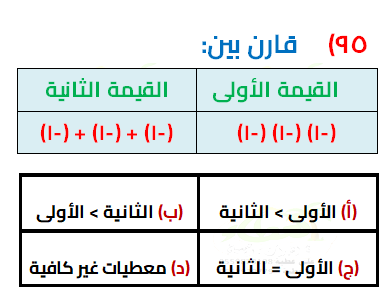 ٩٥) قارن بين:
القيمة الأولى القيمة الثانية
(-١) (-١) (-١) (-١) + (-١) + (-١)
(أ) الأولى > الثانية (ب) الثانية > الأولى
(ج) الأولى = الثانية (د) معطيات غير كافية